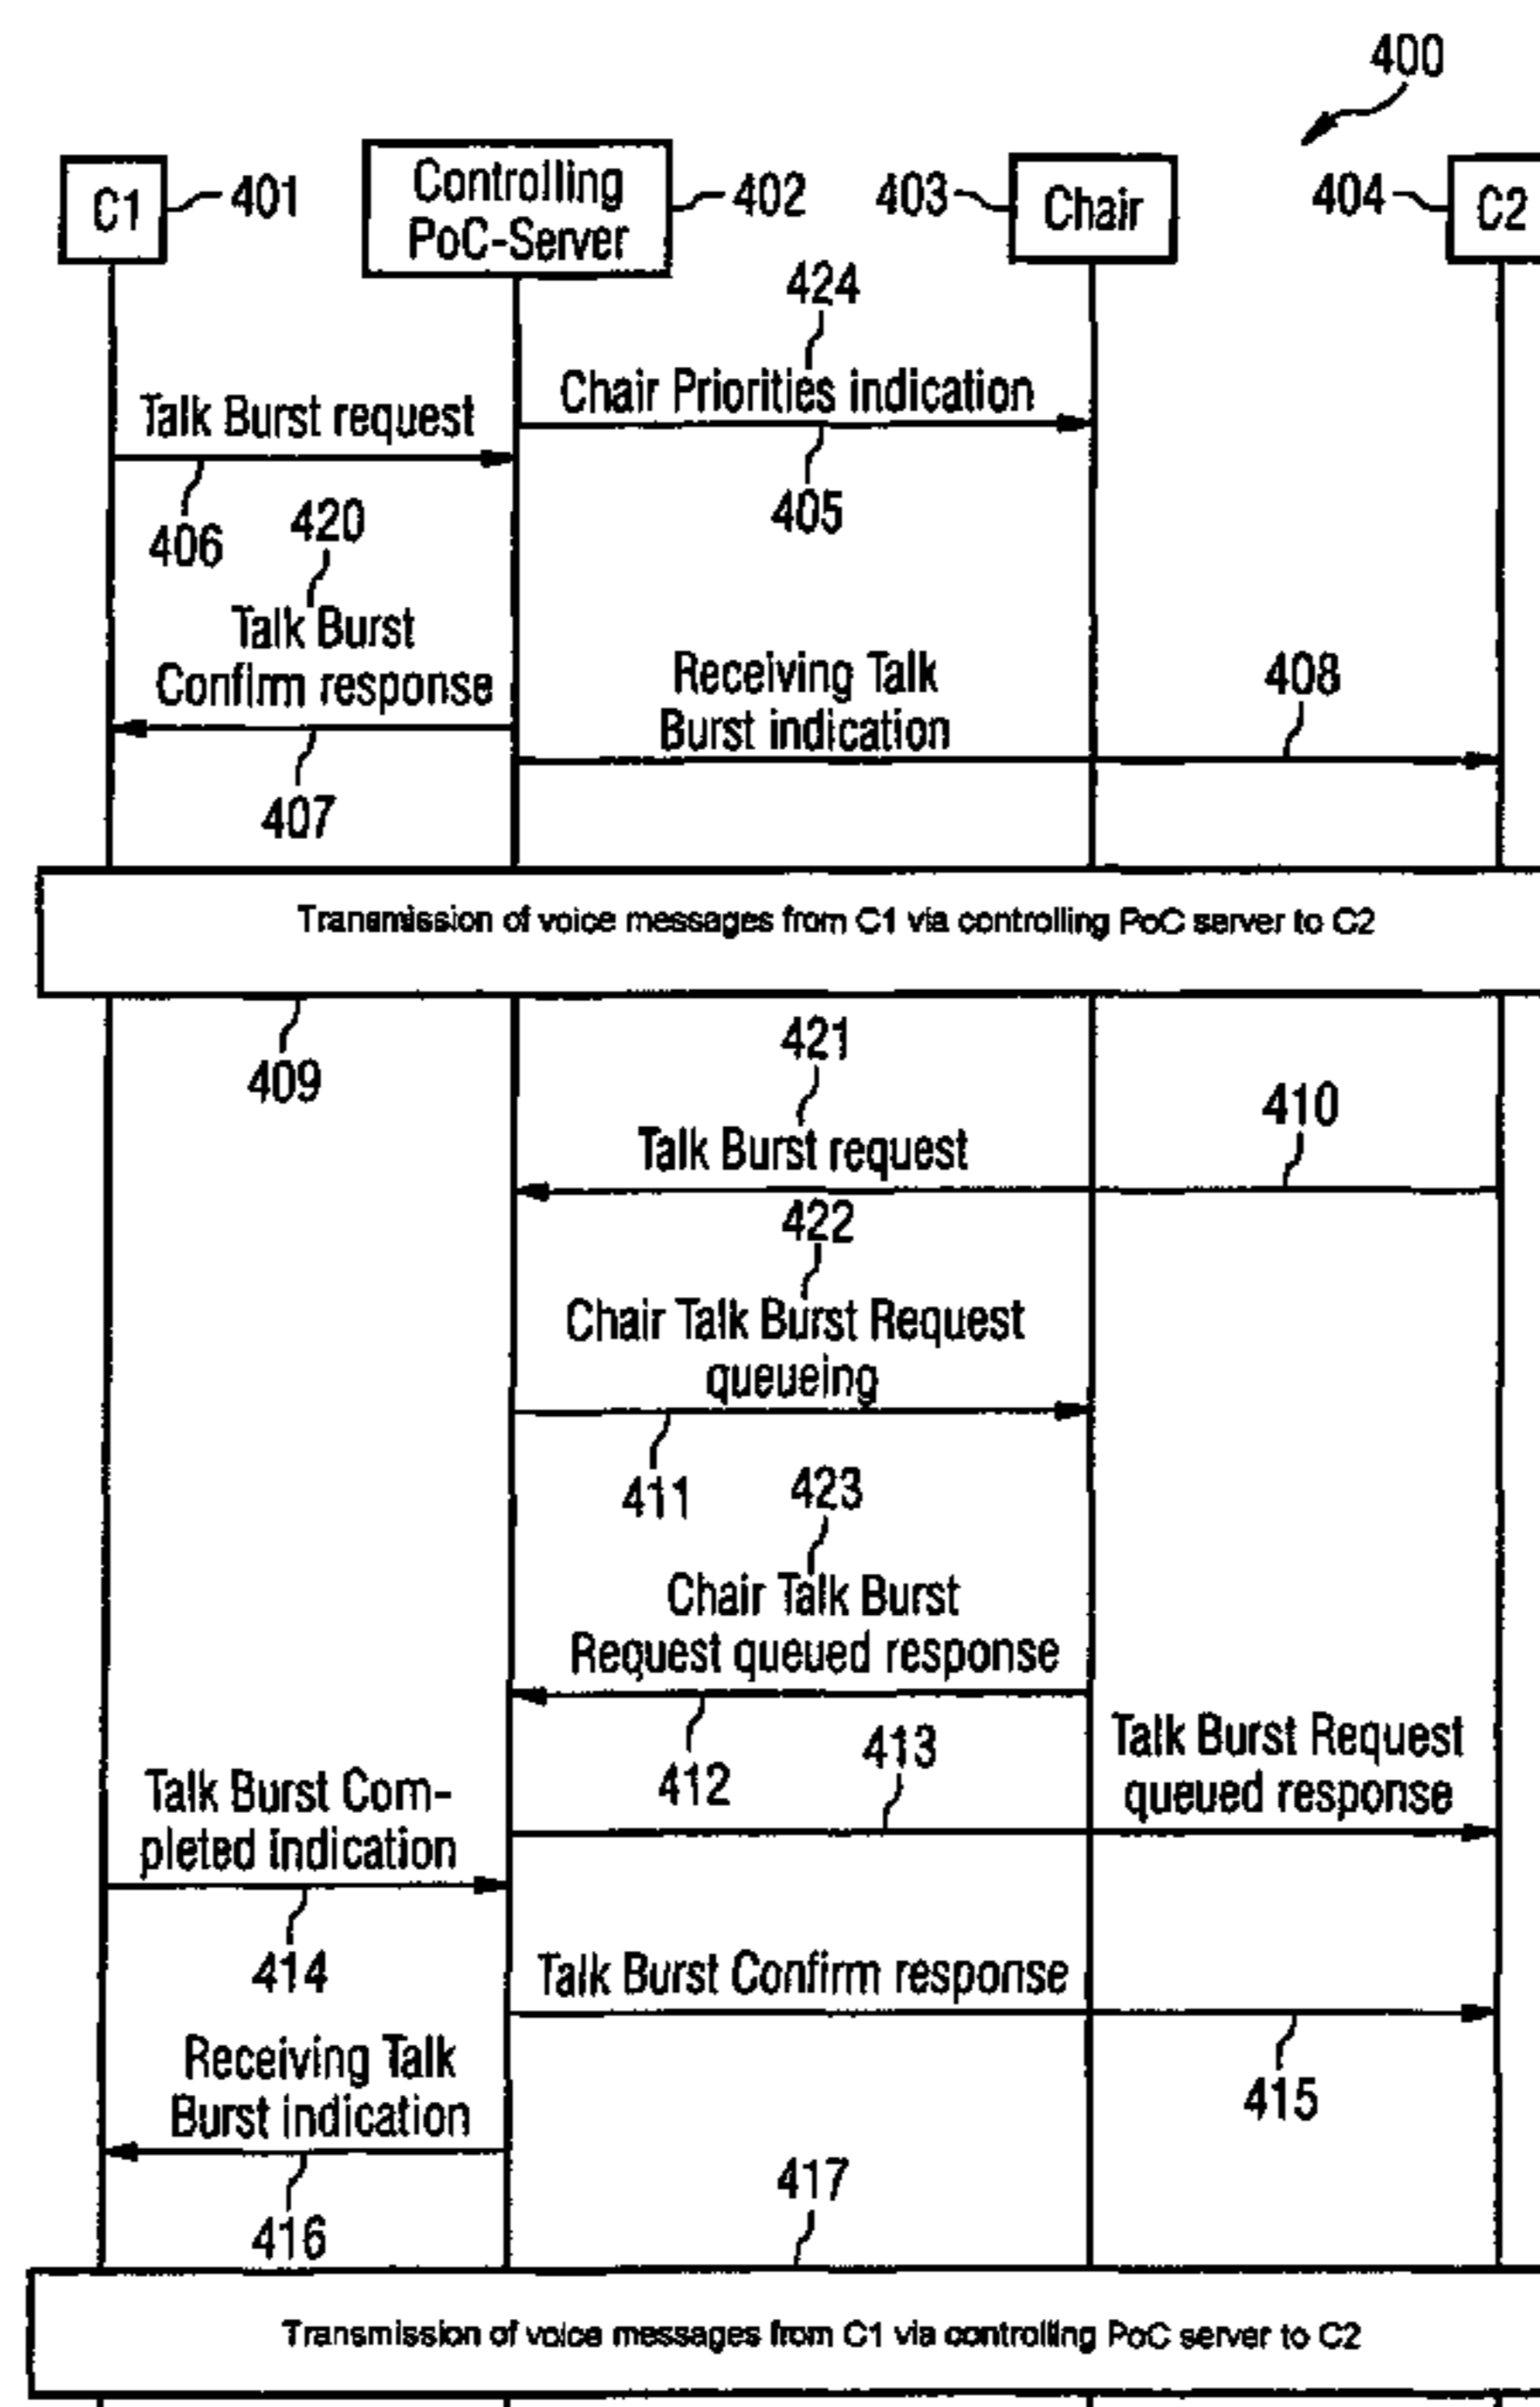 400
C1
401
Controlling
PoC-Server
402
403
Chair
404
C2
424
Chair Priorities indication
405
Talk Burst request
406
420
Talk Burst
Confirm response
407
Receiving Talk
Burst indication
408
Transmission of voice messages from C1 via controlling PoC server to C2
409
421
Talk Burst request
410
422
Chair Talk Burst Request
queueing
411
423
Chair Talk Burst
Request queued response
412
413
Talk Burst Request
queued response
Talk Burst Com-
pleted indication
414
Talk Burst Confirm response
415
Receiving Talk
Burst indication
416
417
Transmission of voice messages from C1 via controlling PoC server to C2